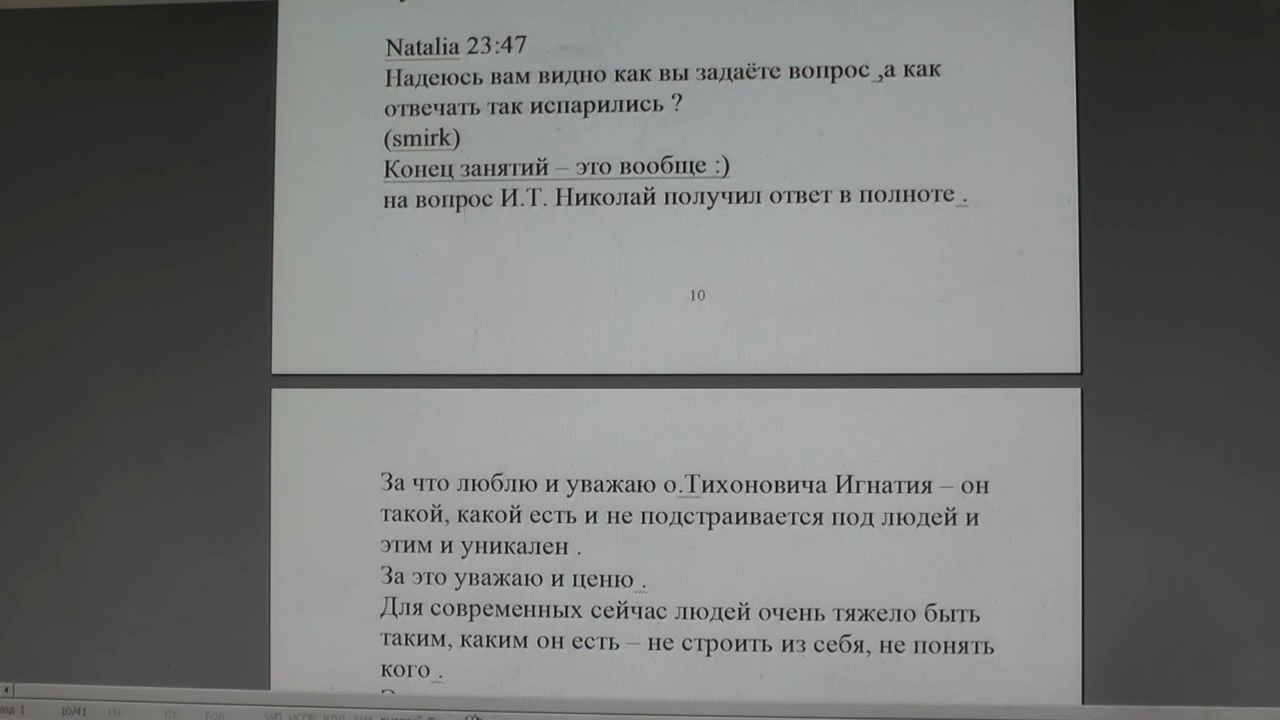 Natalia 23:47
Надеюсь вам видно как вы задаёте вопрос ,а как
отвечать так испарились ?
(smirk)
Конец занятий – это вообще :)
на вопрос И.Т. Николай получил ответ в полноте .
10
За что люблю и уважаю о.Тихоновича Игнатия – он
такой, какой есть и не подстраивается под людей и
этим и уникален .
За это уважаю и ценю .
Для современных сейчас людей очень тяжело быть
таким, каким он есть – не строить из себя, не понять
кого .
10/41